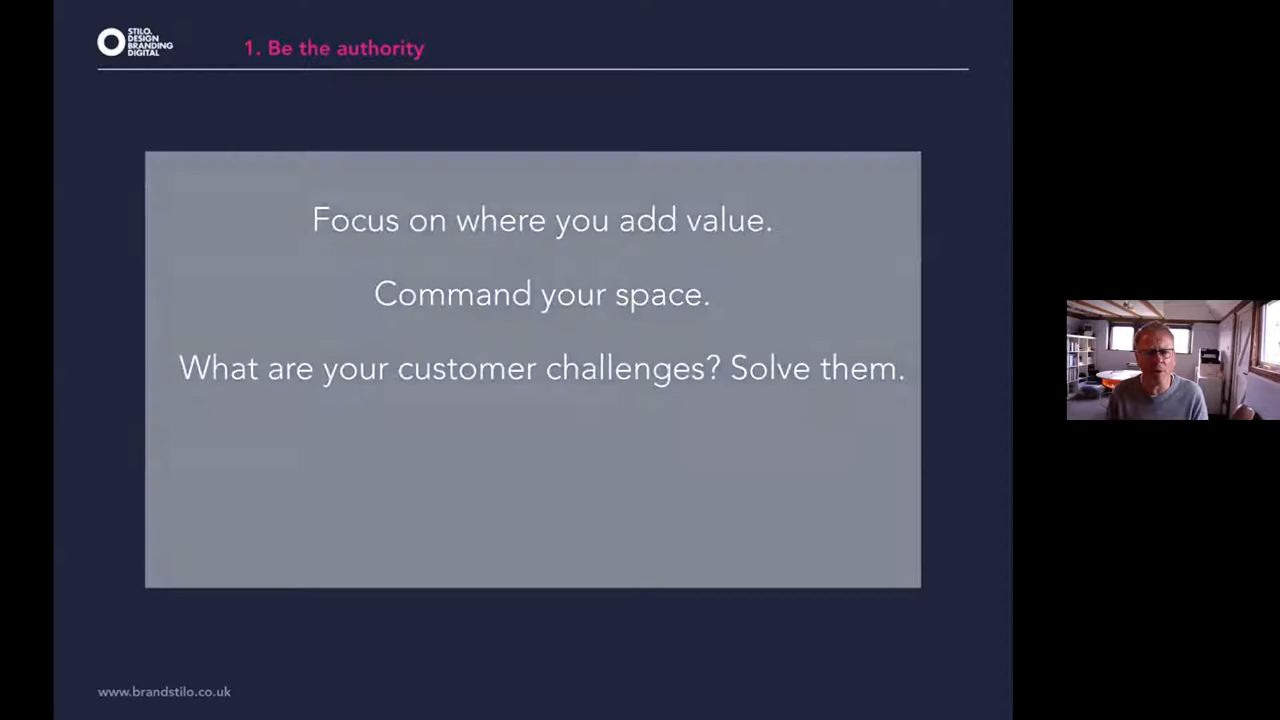 STILO.
DESIGN
BRANDING
DIGITAL
1. Be the authority
Focus on where you add value.
Command your space.
What are your customer challenges? Solve them.
www.brandstilo.co.uk